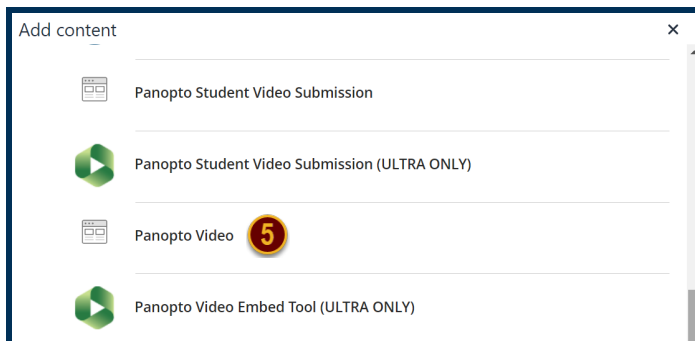 Add content
Panopto Student Video Submission
Panopto Student Video Submission (ULTRA ONLY)
Panopto Video 5
Panopto Video Embed Tool (ULTRA ONLY)